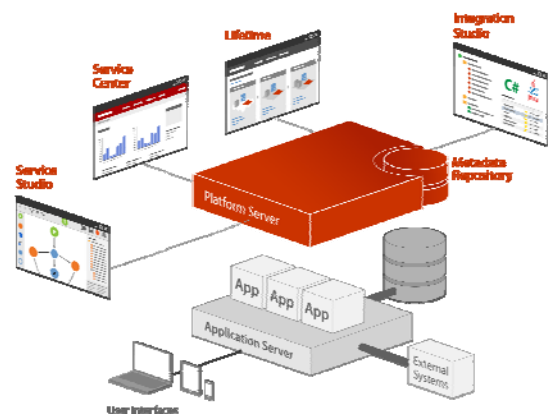 Lifetime
Integration
Studio
Service
Center
C#
Java
Metadata
Repository
Service
Studio
Platform Server
App
App
App
Application Server
External
Systems
User Interfaces